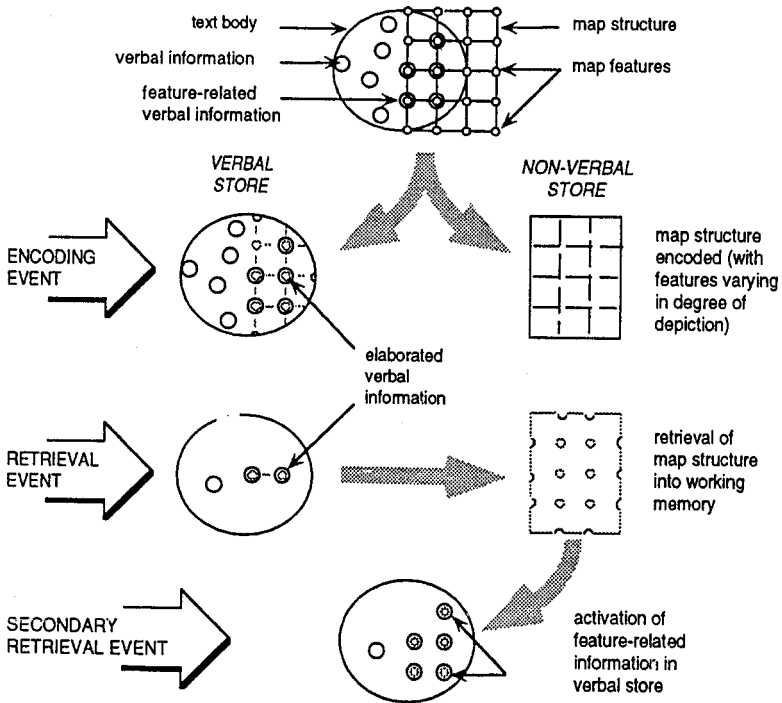 text body
map structure
verbal information
map features
feature-related
verbal information
VERBAL
STORE
NON-VERBAL
STORE
ENCODING
EVENT
map structure
encoded (with
features varying
in degree of
depiction)
elaborated
verbal
information
RETRIEVAL
EVENT
retrieval of
map structure
into working
memory
SECONDARY
RETRIEVAL EVENT
activation of
feature-related
information in
verbal store